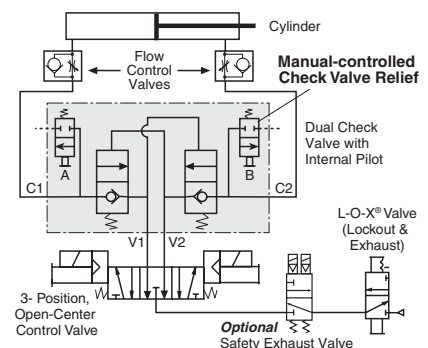 Cylinder
Flow
Control
Valves
Manual-controlled
Check Valve Relief
Dual Check
Valve with
Internal Pilot
A
B
C1
C2
V1
V2
L-O-X® Valve
(Lockout &
Exhaust)
3- Position,
Open-Center
Control Valve
Optional
Safety Exhaust Valve